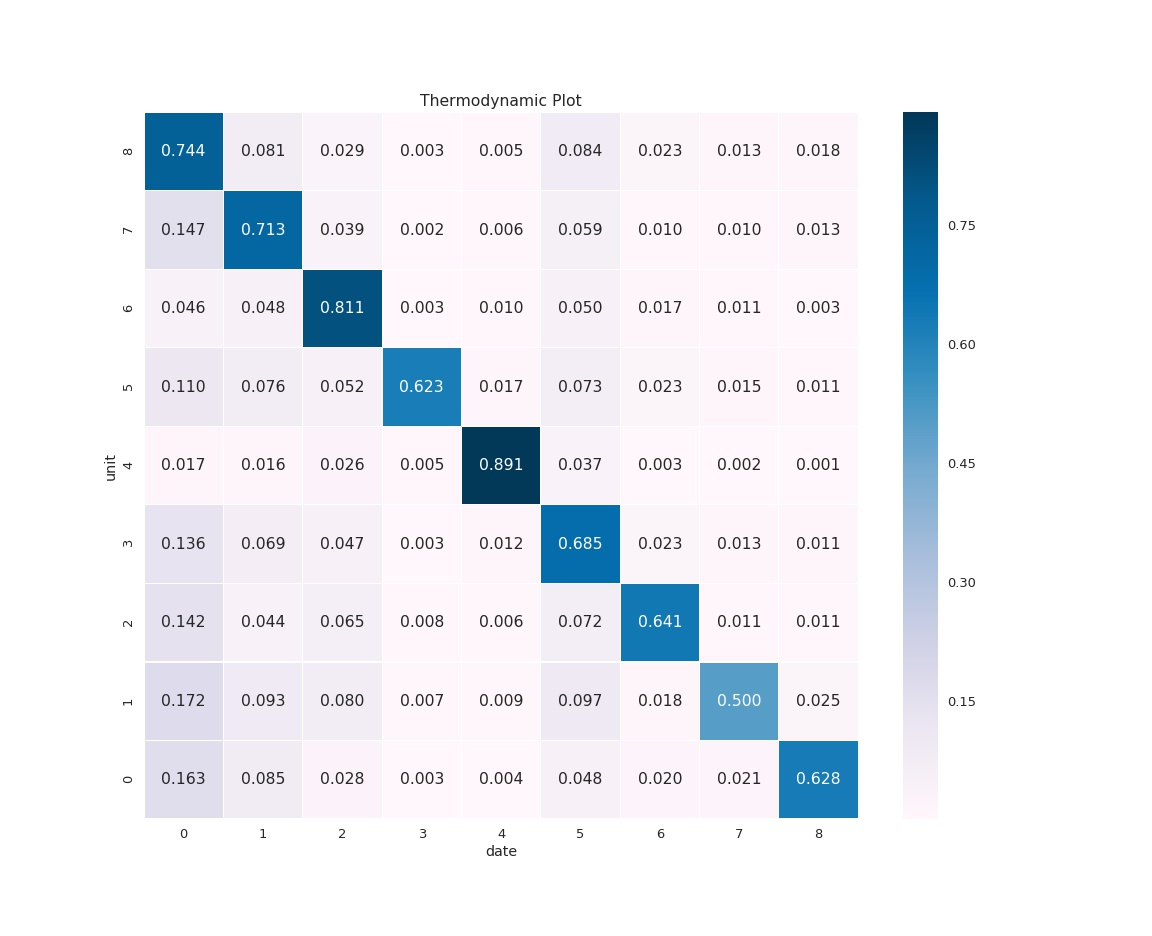 Thermodynamic Plot
8 0.744 0.081 0.029 0.003 0.005 0.084 0.023 0.013 0.018
7 0.147 0.713 0.039 0.002 0.006 0.059 0.010 0.010 0.013
6 0.046 0.048 0.811 0.003 0.010 0.050 0.017 0.011 0.003
5 0.110 0.076 0.052 0.623 0.017 0.073 0.023 0.015 0.011
4 0.017 0.016 0.026 0.005 0.891 0.037 0.003 0.002 0.001
3 0.136 0.069 0.047 0.003 0.012 0.685 0.023 0.013 0.011
2 0.142 0.044 0.065 0.008 0.006 0.072 0.641 0.011 0.011
1 0.172 0.093 0.080 0.007 0.009 0.097 0.018 0.500 0.025
0 0.163 0.085 0.028 0.003 0.004 0.048 0.020 0.021 0.628
0 1 2 3 4 5 6 7 8
date
unit
0.75
0.60
0.45
0.30
0.15